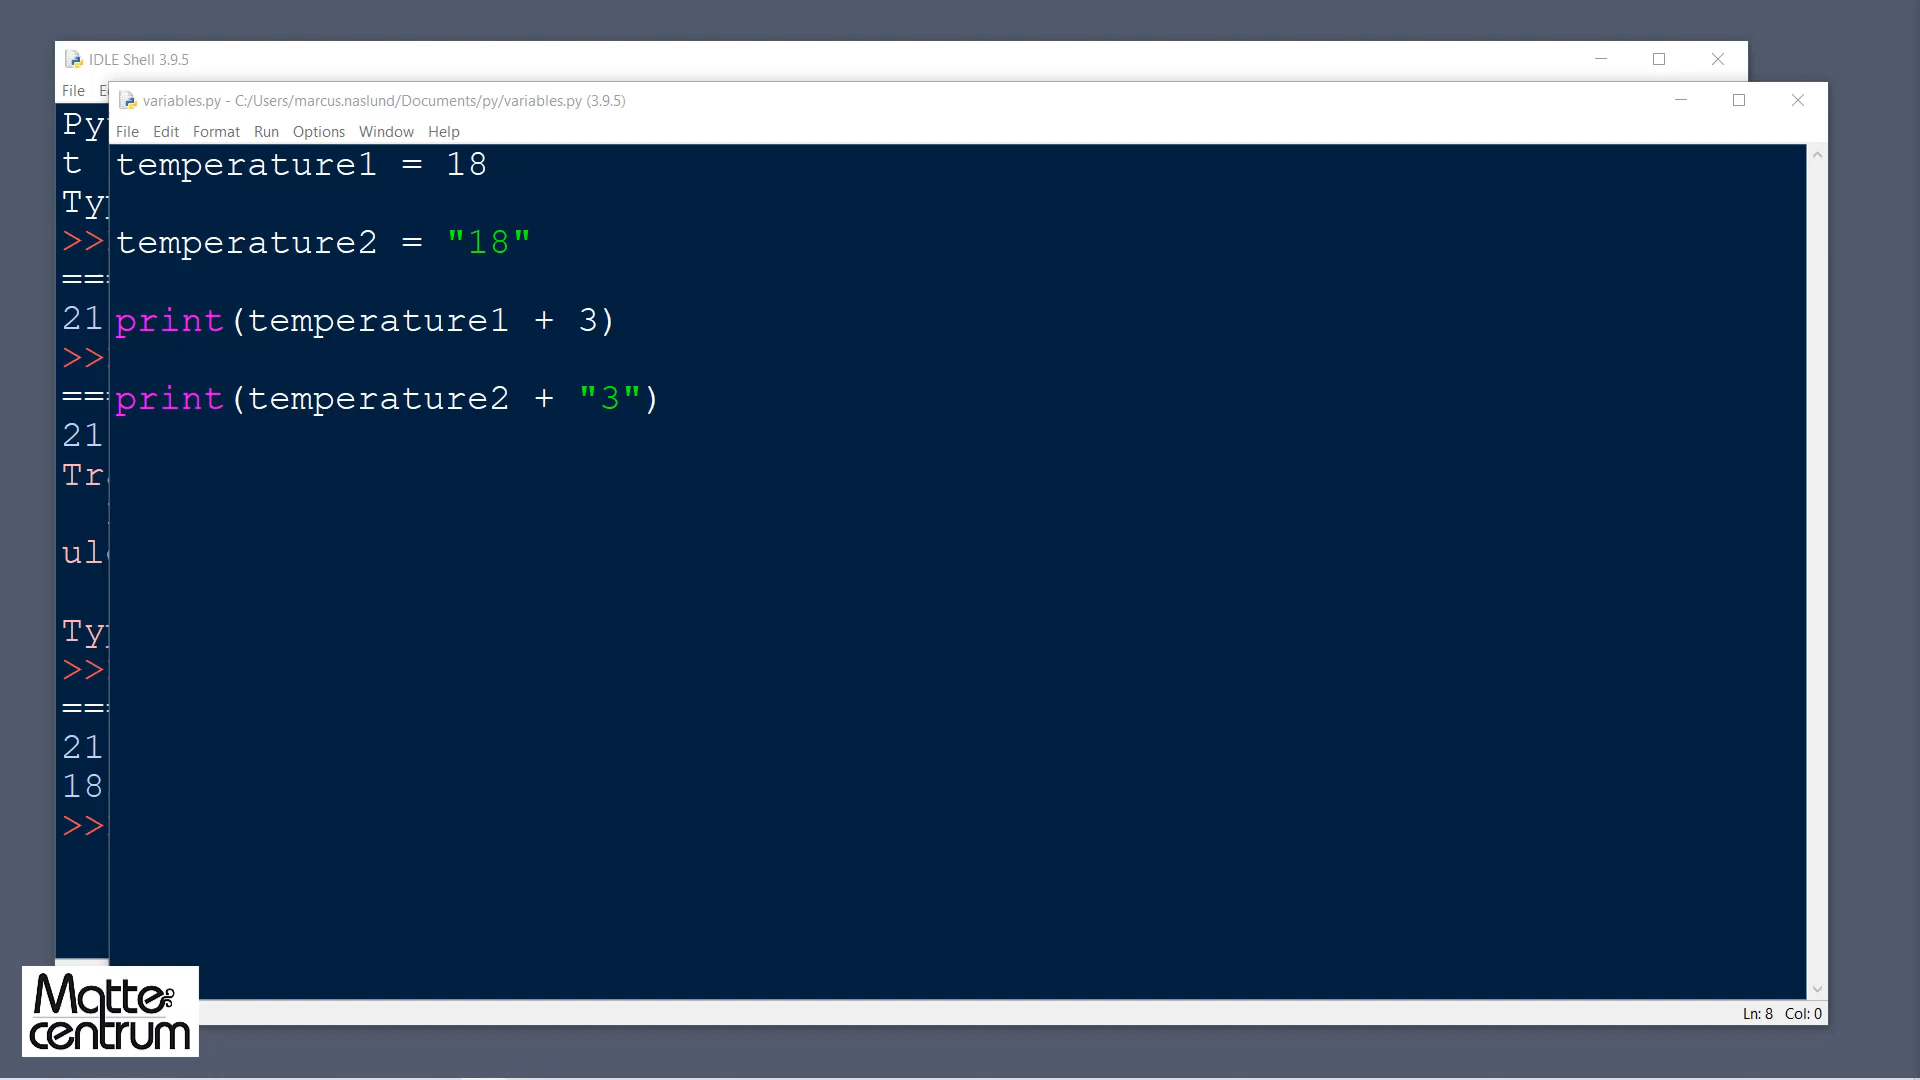 IDLE Shell 3.9.5
File
variables.py - C:/Users/marcus.naslund/Documents/py/variables.py (3.9.5)
File Edit Format Run Options Window Help
temperature1 = 18
t
temperature2 = "18"
>>
===
21
print(temperature1 + 3)
>>
===
print(temperature2 + "3")
21
>>
===
21
18
>>
Matte
centrum
Ln: 8 Col: 0